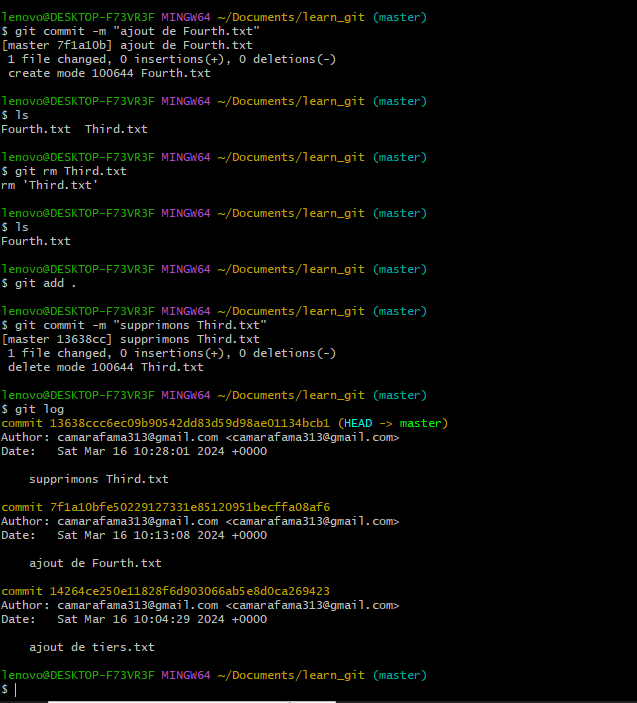 lenovo@DESKTOP-F73VR3F MINGW64 ~/Documents/learn_git (master)
$ git commit -m "ajout de Fourth.txt"
[master 7f1a10b] ajout de Fourth.txt
 1 file changed, 0 insertions(+), 0 deletions(-)
 create mode 100644 Fourth.txt
lenovo@DESKTOP-F73VR3F MINGW64 ~/Documents/learn_git (master)
$ ls
Fourth.txt  Third.txt
lenovo@DESKTOP-F73VR3F MINGW64 ~/Documents/learn_git (master)
$ git rm Third.txt
rm 'Third.txt'
lenovo@DESKTOP-F73VR3F MINGW64 ~/Documents/learn_git (master)
$ ls
Fourth.txt
lenovo@DESKTOP-F73VR3F MINGW64 ~/Documents/learn_git (master)
$ git add .
lenovo@DESKTOP-F73VR3F MINGW64 ~/Documents/learn_git (master)
$ git commit -m "supprimons Third.txt"
[master 13638cc] supprimons Third.txt
 1 file changed, 0 insertions(+), 0 deletions(-)
 delete mode 100644 Third.txt
lenovo@DESKTOP-F73VR3F MINGW64 ~/Documents/learn_git (master)
$ git log
commit 13638ccc6ec09b90542dd83d59d98ae01134bcb1 (HEAD -> master)
Author: camarafama313@gmail.com <camarafama313@gmail.com>
Date:   Sat Mar 16 10:28:01 2024 +0000
    supprimons Third.txt
commit 7f1a10bfe50229127331e85120951becffa08af6
Author: camarafama313@gmail.com <camarafama313@gmail.com>
Date:   Sat Mar 16 10:13:08 2024 +0000
    ajout de Fourth.txt
commit 14264ce250e11828f6d903066ab5e8d0ca269423
Author: camarafama313@gmail.com <camarafama313@gmail.com>
Date:   Sat Mar 16 10:04:29 2024 +0000
    ajout de tiers.txt
lenovo@DESKTOP-F73VR3F MINGW64 ~/Documents/learn_git (master)
$